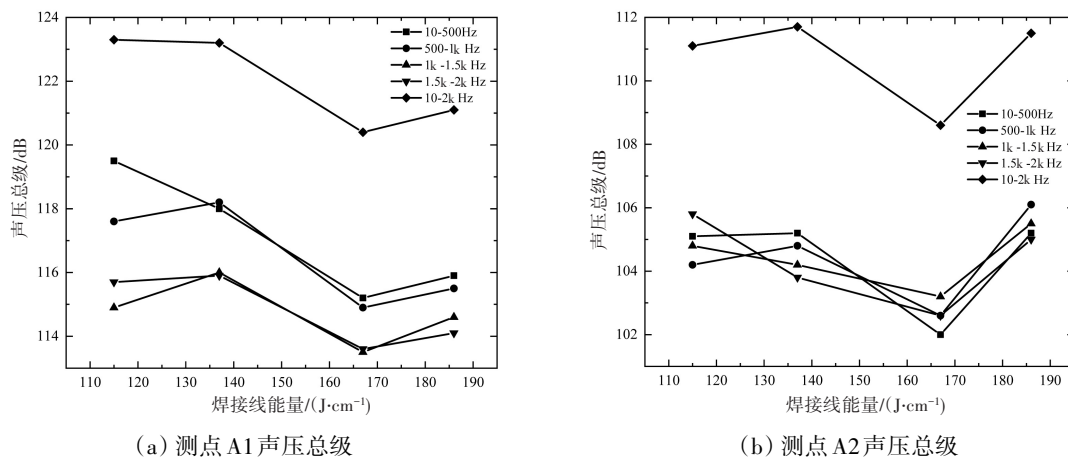 124
122
120
118
116
114
声压总级/dB
10-500Hz
500-1k Hz
1k -1.5k Hz
1.5k -2k Hz
10-2k Hz
110 120 130 140 150 160 170 180 190
焊接线能量/(J·cm⁻¹)
(a) 测点 A1声压总级
112
110
108
106
104
102
声压总级/dB
10-500Hz
500-1k Hz
1k -1.5k Hz
1.5k -2k Hz
10-2k Hz
110 120 130 140 150 160 170 180 190
焊接线能量/(J·cm⁻¹)
(b) 测点 A2声压总级